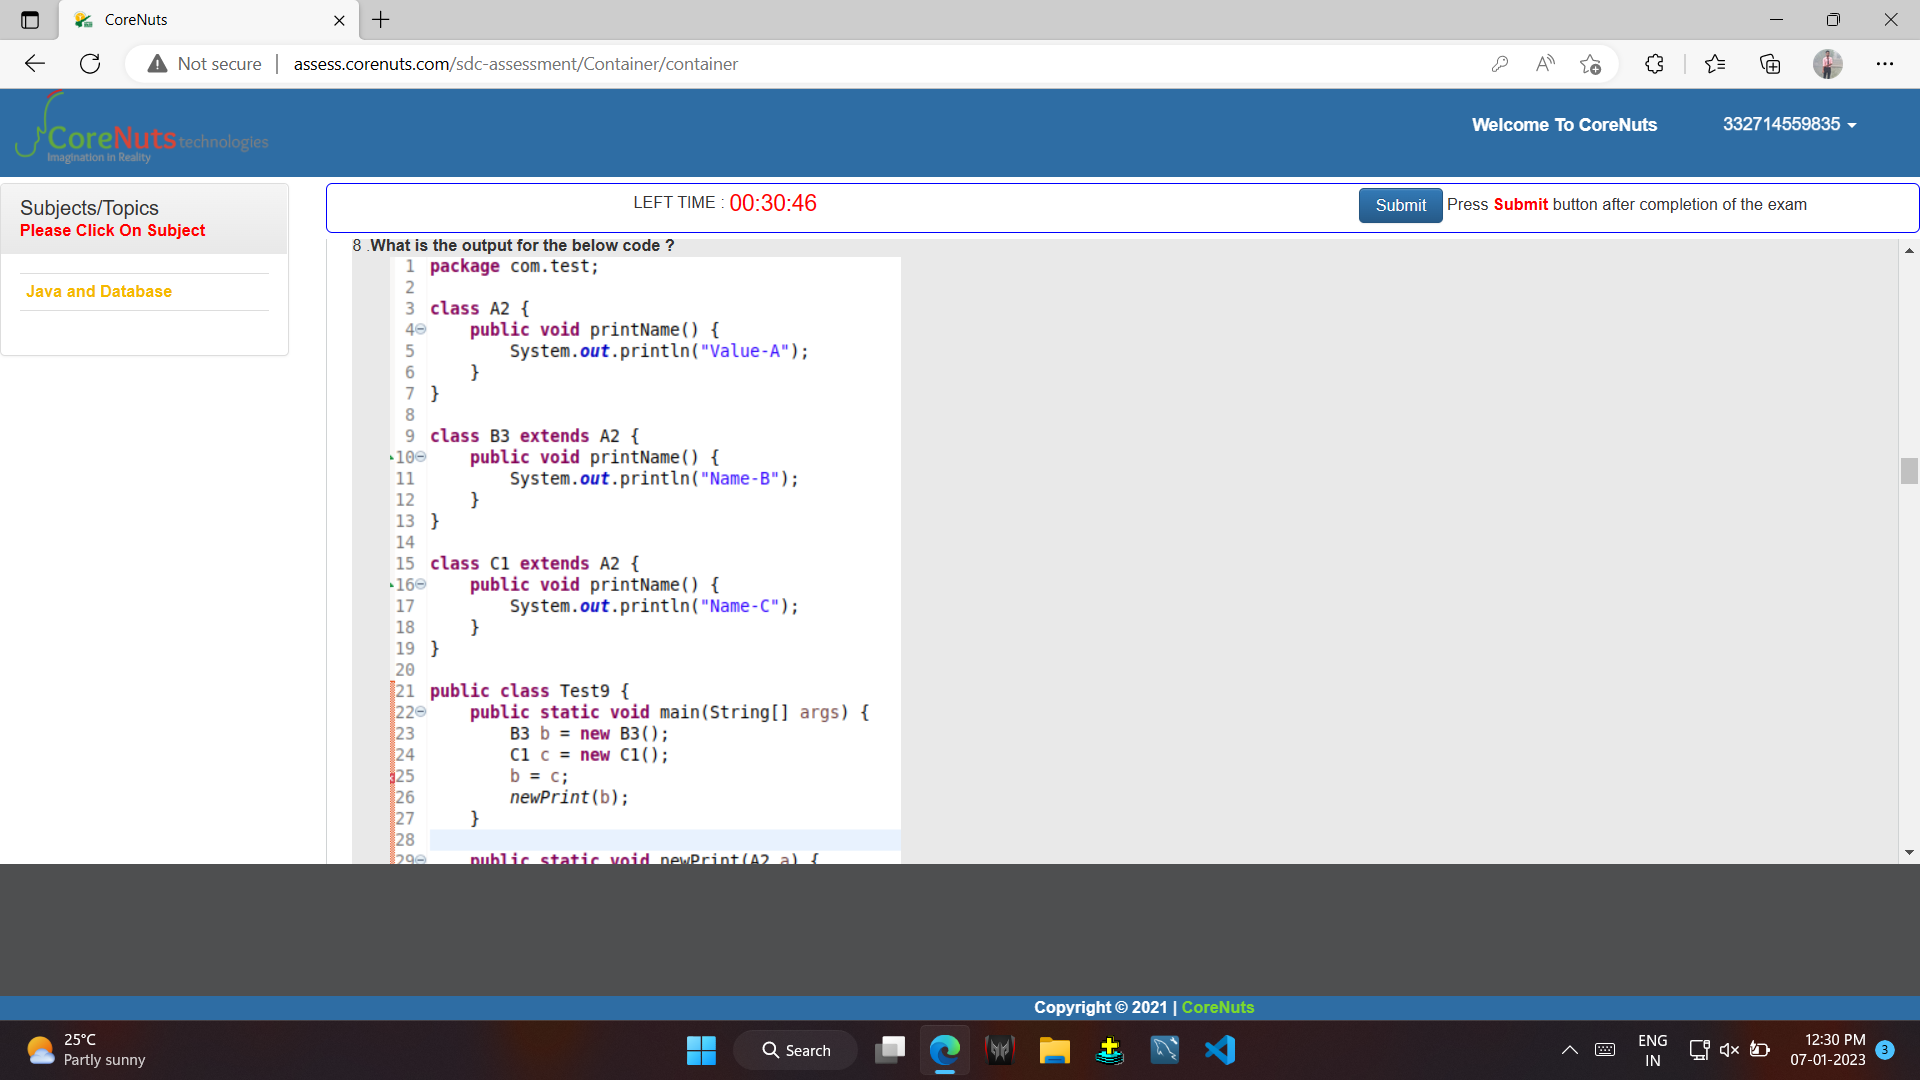 CoreNuts
Not secure
assess.corenuts.com/sdc-assessment/Container/container
CoreNuts technologies
Imagination in Reality
Welcome To CoreNuts
332714559835
Subjects/Topics
Please Click On Subject
Java and Database
LEFT TIME : 00:30:46
Submit Press Submit button after completion of the exam
8 .What is the output for the below code ?
1 package com.test;
2
3 class A2 {
4 public void printName() {
5 System.out.println("Value-A");
6 }
7 }
8
9 class B3 extends A2 {
10 public void printName() {
11 System.out.println("Name-B");
12 }
13 }
14
15 class C1 extends A2 {
16 public void printName() {
17 System.out.println("Name-C");
18 }
19 }
20
21 public class Test9 {
22 public static void main(String[] args) {
23 B3 b = new B3();
24 C1 c = new C1();
25 b = c;
26 newPrint(b);
27 }
28
29 public static void newPrint(A2 a) {
Copyright © 2021 | CoreNuts
25°C
Partly sunny
Search
ENG
IN
12:30 PM
07-01-2023
3